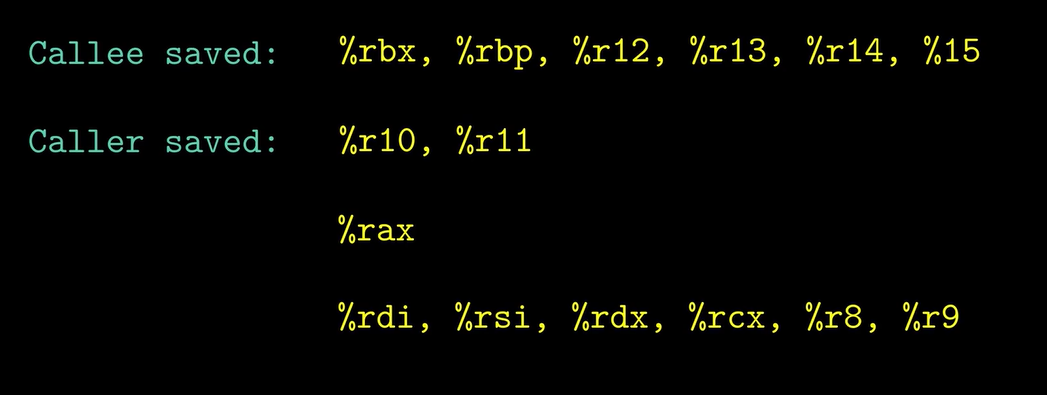 Callee saved: %rbx, %rbp, %r12, %r13, %r14, %15
Caller saved: %r10, %r11
%rax
%rdi, %rsi, %rdx, %rcx, %r8, %r9